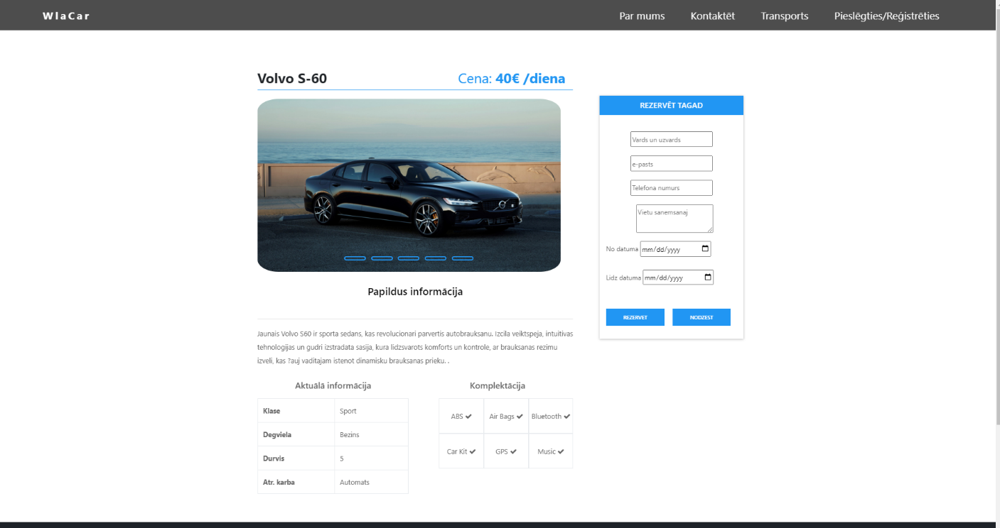 WlaCar
Par mums
Kontaktēt
Transports
Pieslēgties/Reģistrēties
Volvo S-60
Cena: 40€ /diena
Papildus informācija
Jaunais Volvo S60 ir sporta sedans, kas revolucionari parvertis autobrauksanu. Izcila veiktspeja, intuitivas
tehnologijas un gudri izstradata sasija, kura lidzsvarots komforts un kontrole, ar brauksanas rezimu
izveli, kas ?auj vaditajam istenot dinamisku brauksanas prieku. .
Aktuālā informācija
Klase Sport
Degviela Bezins
Durvis 5
Atr. karba Automats
Komplektācija
ABS ✔ Air Bags ✔ Bluetooth ✔
Car Kit ✔ GPS ✔ Music ✔
REZERVĒT TAGAD
Vards un uzvards
e-pasts
Telefona numurs
Vietu sanemsanaj
No datuma mm/dd/yyyy
Lidz datuma mm/dd/yyyy
REZERVET NODZEST